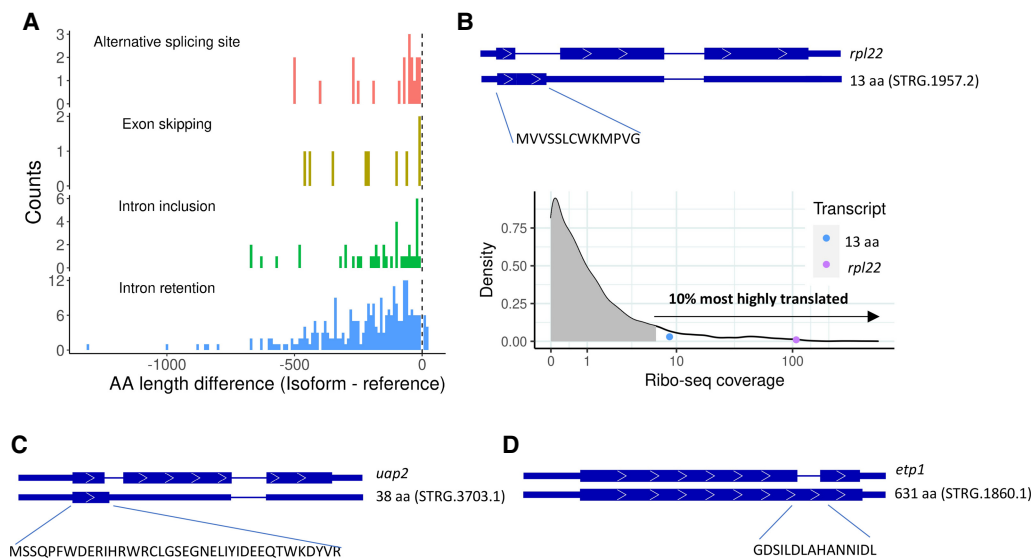 A
Counts
Alternative splicing site
3
2
1
0
Exon skipping
2
1
0
Intron inclusion
6
4
2
0
Intron retention
12
6
0
-1000 -500 0
AA length difference (Isoform - reference)
B
rpl22
13 aa (STRG.1957.2)
MVVSSLCWKMPVG
Density
0.75
0.50
0.25
0.00
Transcript
13 aa
rpl22
10% most highly translated
0 1 10 100
Ribo-seq coverage
C
uap2
38 aa (STRG.3703.1)
MSSQPFWDERIHRWRCLGSEGNELIYIDEEQTWKDYVR
D
etp1
631 aa (STRG.1860.1)
GDSILDLAHANNIDL